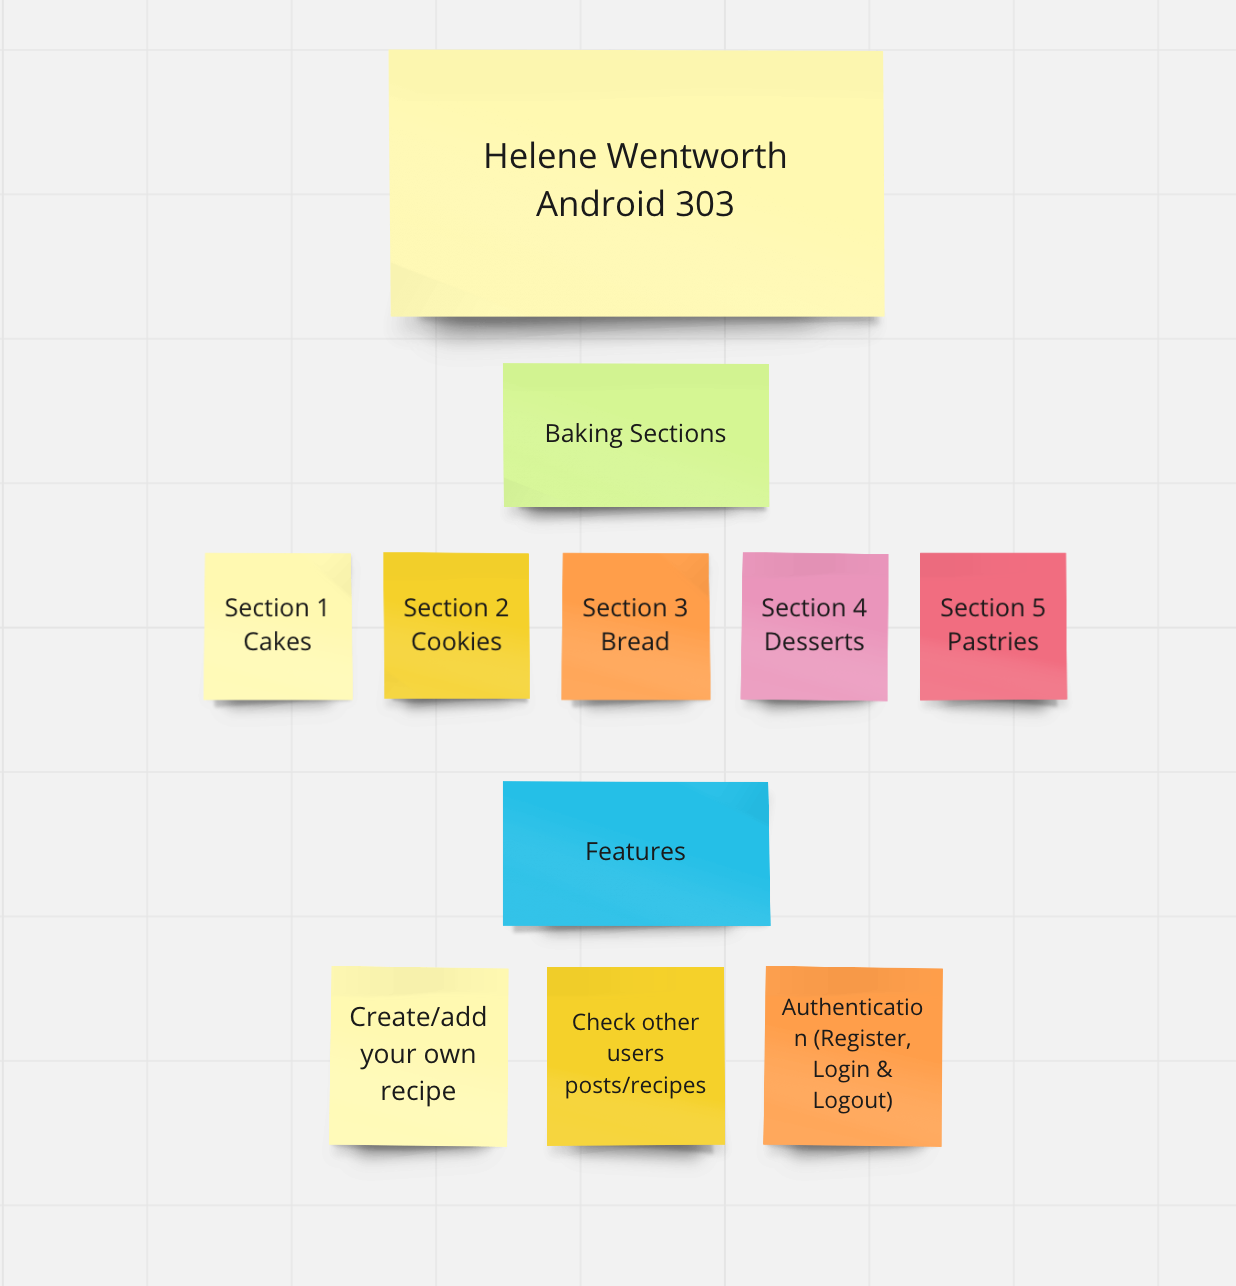 Helene Wentworth
Android 303
Baking Sections
Section 1
Cakes
Section 2
Cookies
Section 3
Bread
Section 4
Desserts
Section 5
Pastries
Features
Create/add
your own
recipe
Check other
users
posts/recipes
Authenticatio
n (Register,
Login &
Logout)